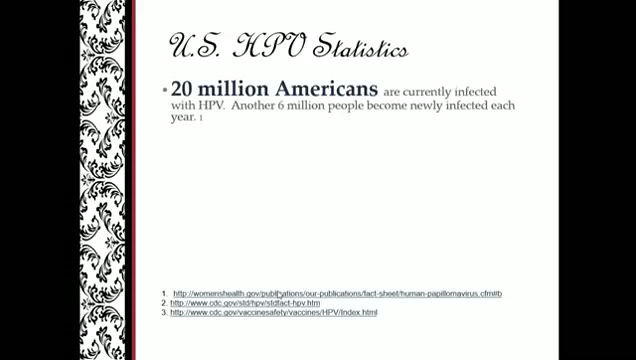 U.S. HPV Statistics
• 20 million Americans are currently infected
with HPV. Another 6 million people become newly infected each
year. 1
1. http://womenshealth.gov/publications/our-publications/fact-sheet/human-papillomavirus.cfm#b
2. http://www.cdc.gov/std/hpv/stdfact-hpv.htm
3. http://www.cdc.gov/vaccinesafety/vaccines/HPV/Index.html